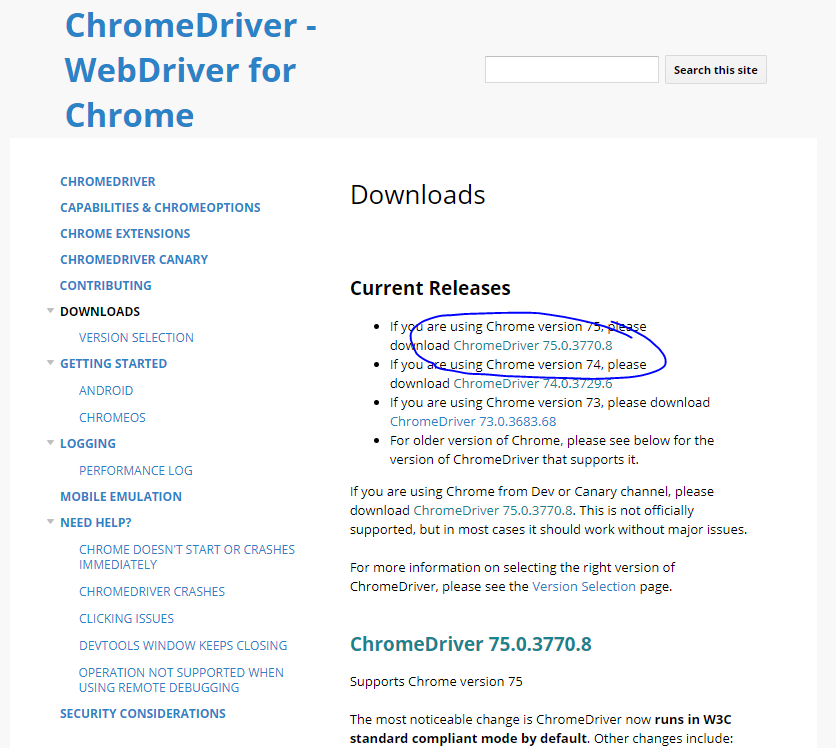 ChromeDriver -
WebDriver for
Chrome
Search this site
CHROMEDRIVER
CAPABILITIES & CHROMEOPTIONS
CHROME EXTENSIONS
CHROMEDRIVER CANARY
CONTRIBUTING
DOWNLOADS
VERSION SELECTION
GETTING STARTED
ANDROID
CHROMEOS
LOGGING
PERFORMANCE LOG
MOBILE EMULATION
NEED HELP?
CHROME DOESN'T START OR CRASHES
IMMEDIATELY
CHROMEDRIVER CRASHES
CLICKING ISSUES
DEVTOOLS WINDOW KEEPS CLOSING
OPERATION NOT SUPPORTED WHEN
USING REMOTE DEBUGGING
SECURITY CONSIDERATIONS
Downloads
Current Releases
• If you are using Chrome version 75, please
download ChromeDriver 75.0.3770.8
• If you are using Chrome version 74, please
download ChromeDriver 74.0.3729.6
• If you are using Chrome version 73, please download
ChromeDriver 73.0.3683.68
• For older version of Chrome, please see below for the
version of ChromeDriver that supports it.
If you are using Chrome from Dev or Canary channel, please
download ChromeDriver 75.0.3770.8. This is not officially
supported, but in most cases it should work without major issues.
For more information on selecting the right version of
ChromeDriver, please see the Version Selection page.
ChromeDriver 75.0.3770.8
Supports Chrome version 75
The most noticeable change is ChromeDriver now runs in W3C
standard compliant mode by default. Other changes include: